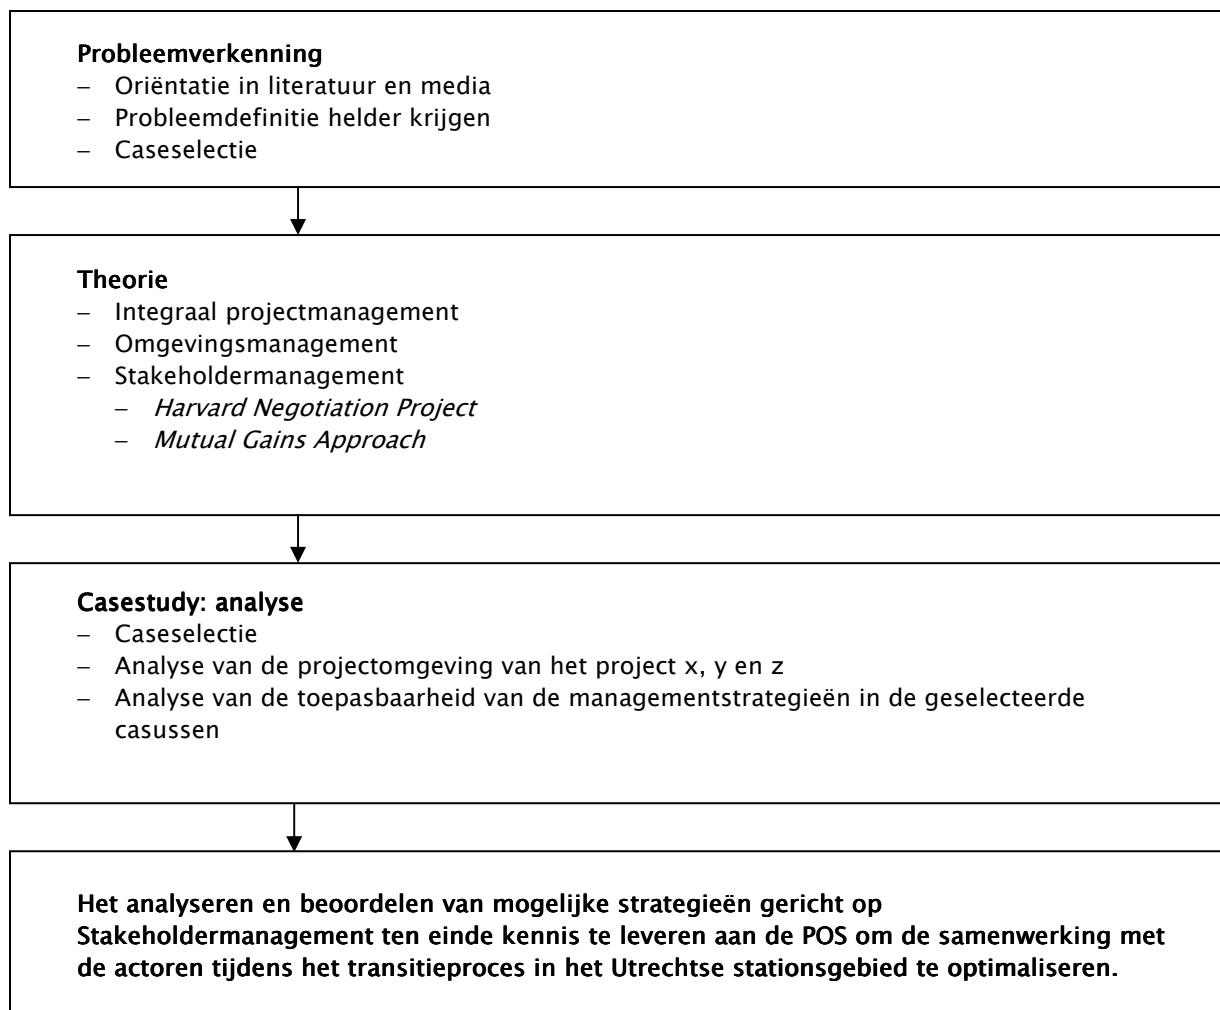 Probleemverkenning
– Oriëntatie in literatuur en media
– Probleemdefinitie helder krijgen
– Caseselectie
Theorie
– Integraal projectmanagement
– Omgevingsmanagement
– Stakeholdermanagement
– Harvard Negotiation Project
– Mutual Gains Approach
Casestudy: analyse
– Caseselectie
– Analyse van de projectomgeving van het project x, y en z
– Analyse van de toepasbaarheid van de managementstrategieën in de geselecteerde
casussen
Het analyseren en beoordelen van mogelijke strategieën gericht op
Stakeholdermanagement ten einde kennis te leveren aan de POS om de samenwerking met
de actoren tijdens het transitieproces in het Utrechtse stationsgebied te optimaliseren.